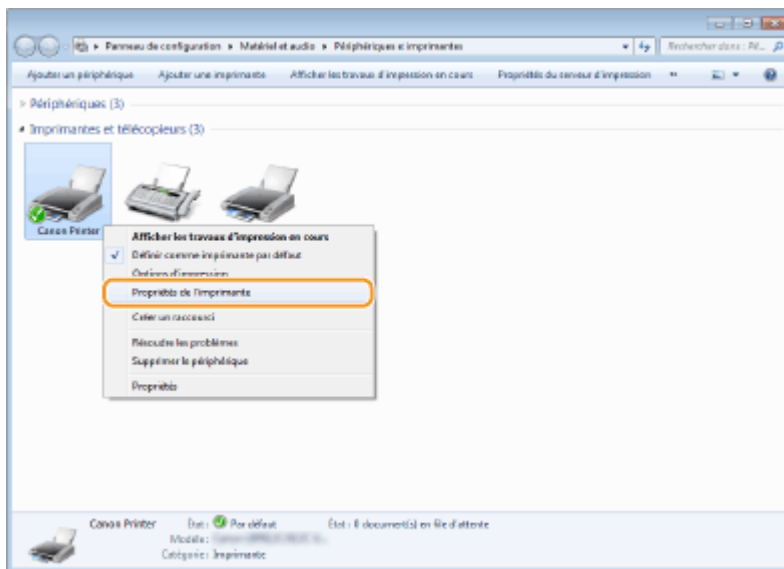 Panneau de configuration ▸ Matériel et audio ▸ Périphériques et imprimantes
Rechercher dans : Pé...
Ajouter un périphérique Ajouter une imprimante Afficher les travaux d'impression en cours Propriétés du serveur d'impression
Périphériques (3)
Imprimantes et télécopieurs (3)
Canon Printer
Afficher les travaux d'impression en cours
Définir comme imprimante par défaut
Options d'impression
Propriétés de l'imprimante
Créer un raccourci
Résoudre les problèmes
Supprimer le périphérique
Propriétés
Canon Printer État : Par défaut État : 0 document(s) en file d'attente
Modèle :
Catégorie : Imprimante